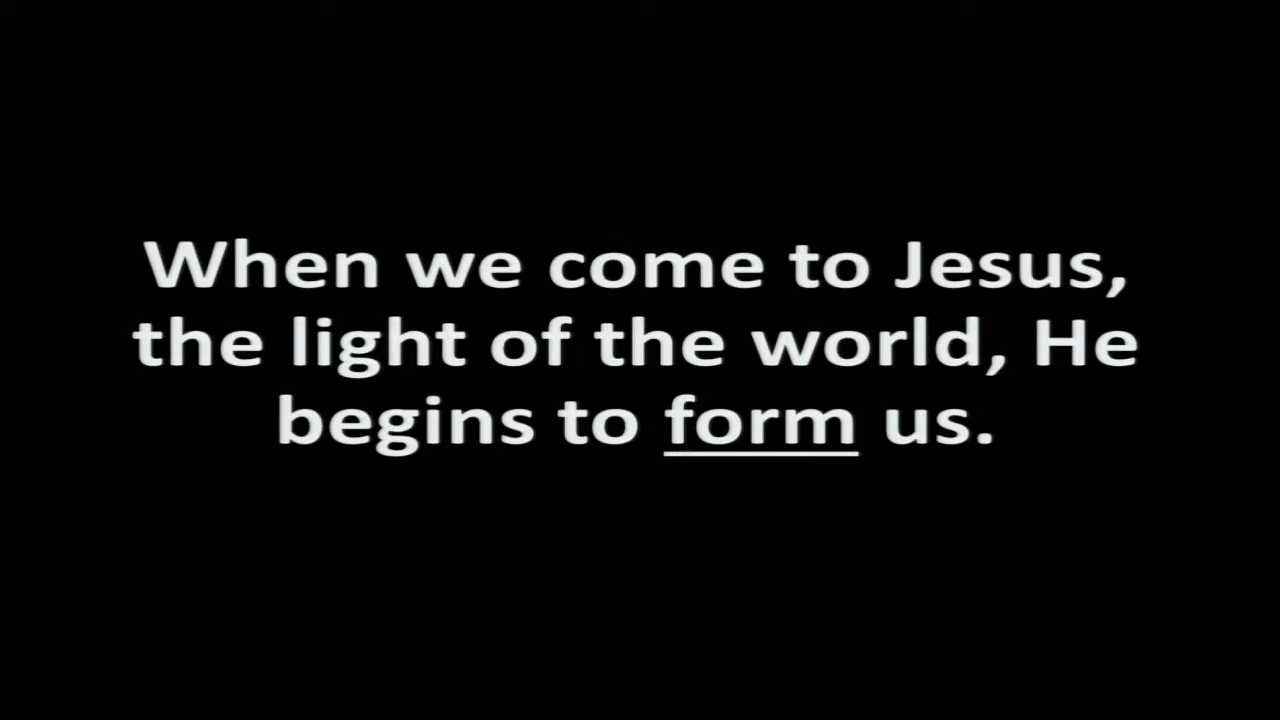 When we come to Jesus,
the light of the world, He
begins to form us.